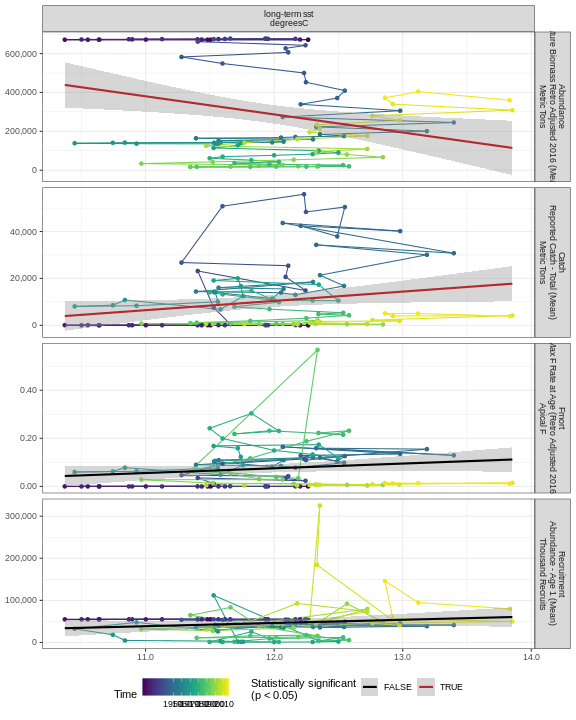 long-term sst
degreesC
600,000
400,000
200,000
0
Abundance
ture Biomass Retro Adjusted 2016 (Mea
Metric Tons
40,000
20,000
0
Catch
Reported Catch - Total (Mean)
Metric Tons
0.40
0.20
0.00
Fmort
Max F Rate at Age (Retro Adjusted 2016
Apical F
300,000
200,000
100,000
0
Recruitment
Abundance - Age 1 (Mean)
Thousand Recruits
11.0 12.0 13.0 14.0
Time
2010
Statistically significant
(p < 0.05)
FALSE TRUE